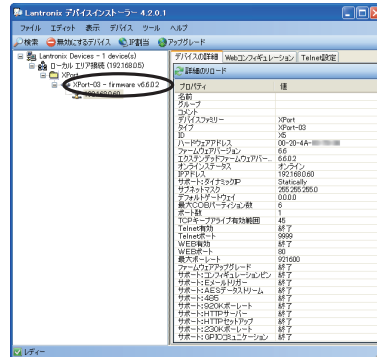 Lantronix デバイスインストーラー 4.2.0.1
ファイル エディット 表示 デバイス ツール ヘルプ
検索 無効にするデバイス IP割当 アップグレード
Lantronix Devices - 1 device(s)
ローカル エリア接続 (192.168.0.5)
XPort
XPort-03 - firmware v6.6.0.2
192.168.0.60
デバイスの詳細 Webコンフィギュレーション Telnet設定
詳細のリロード
プロパティ 値
名前
グループ
コメント
デバイスファミリー XPort
タイプ XPort-03
ID X5
ハードウェアアドレス 00-20-4A-
ファームウェアバージョン 6.6
エクステンデッドファームウェアバー... 6.6.0.2
オンラインステータス オンライン
IPアドレス 192.168.0.60
サポート:ダイナミックIP Statically
サブネットマスク 255.255.255.0
デフォルトゲートウェイ 0.0.0.0
最大COBパーティション数 6
ポート数 1
TCPキープアライブ有効範囲 45
Telnet有効 終了
Telnetポート 9999
WEB有効 終了
WEBポート 80
最大ボーレート 921600
ファームウェアアップグレード 終了
サポート:コンフィギュレーションピン 終了
サポート:Eメールトリガー 終了
サポート:AESデータストリーム 終了
サポート:485 終了
サポート:920Kボーレート 終了
サポート:HTTPサーバー 終了
サポート:HTTPセットアップ 終了
サポート:230Kボーレート 終了
サポート:GPIOコミュニケーション 終了
レディー